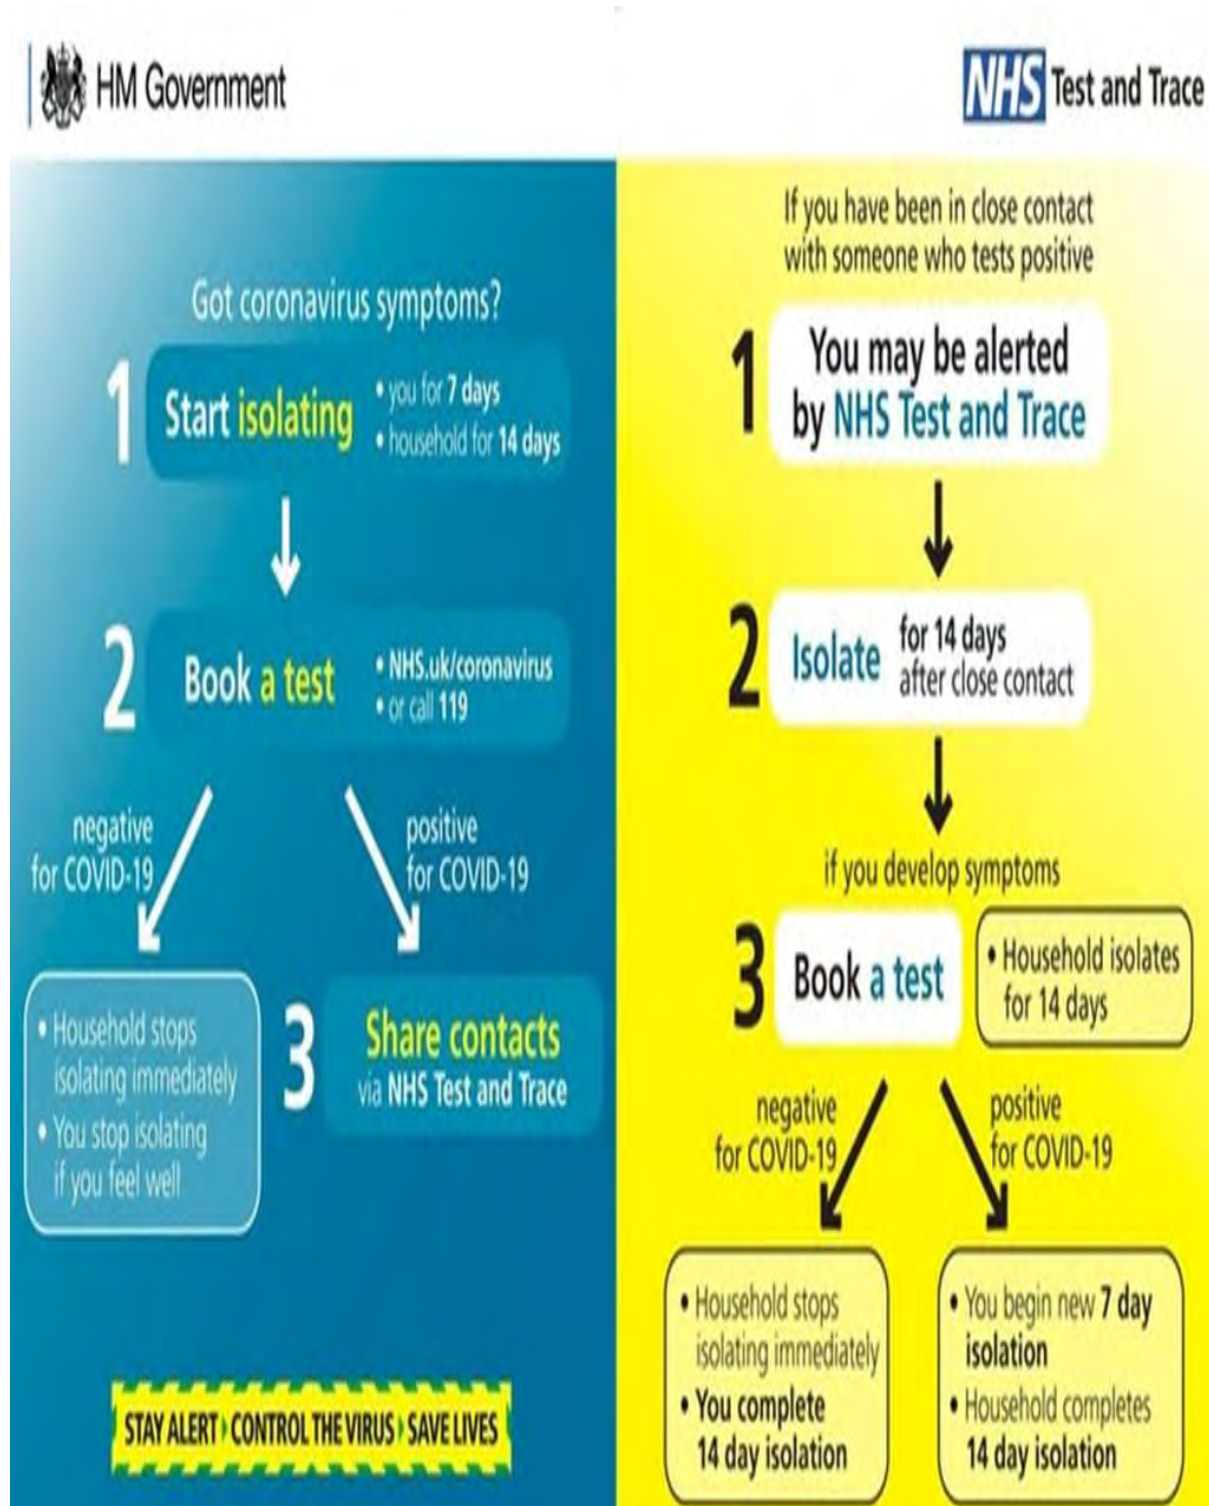 HM Government
NHS Test and Trace
Got coronavirus symptoms?
1
Start isolating
• you for 7 days
• household for 14 days
2
Book a test
• NHS.uk/coronavirus
• or call 119
negative
for COVID-19
positive
for COVID-19
• Household stops
isolating immediately
• You stop isolating
if you feel well
3
Share contacts
via NHS Test and Trace
STAY ALERT CONTROL THE VIRUS SAVE LIVES
If you have been in close contact
with someone who tests positive
1
You may be alerted
by NHS Test and Trace
2
Isolate
for 14 days
after close contact
if you develop symptoms
3
Book a test
• Household isolates
for 14 days
negative
for COVID-19
positive
for COVID-19
• Household stops
isolating immediately
• You complete
14 day isolation
• You begin new 7 day
isolation
• Household completes
14 day isolation